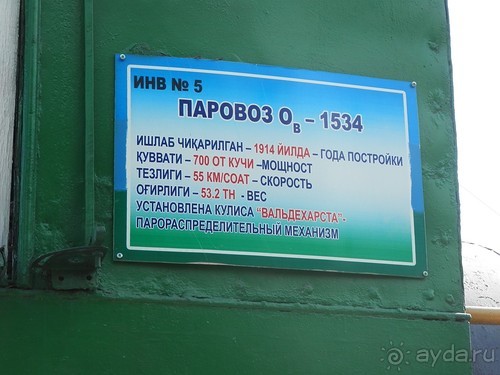 ИНВ № 5
ПАРОВОЗ Oв – 1534
ИШЛАБ ЧИҚАРИЛГАН – 1914 ЙИЛДА – ГОДА ПОСТРОЙКИ
ҚУВВАТИ – 700 ОТ КУЧИ –МОЩНОСТ
ТЕЗЛИГИ – 55 КМ/СОАТ – СКОРОСТЬ
ОҒИРЛИГИ – 53.2 ТН - ВЕС
УСТАНОВЛЕНА КУЛИСА "ВАЛЬДЕХАРСТА"-
ПАРОРАСПРЕДЕЛИТЕЛЬНЫЙ МЕХАНИЗМ
ayda.ru